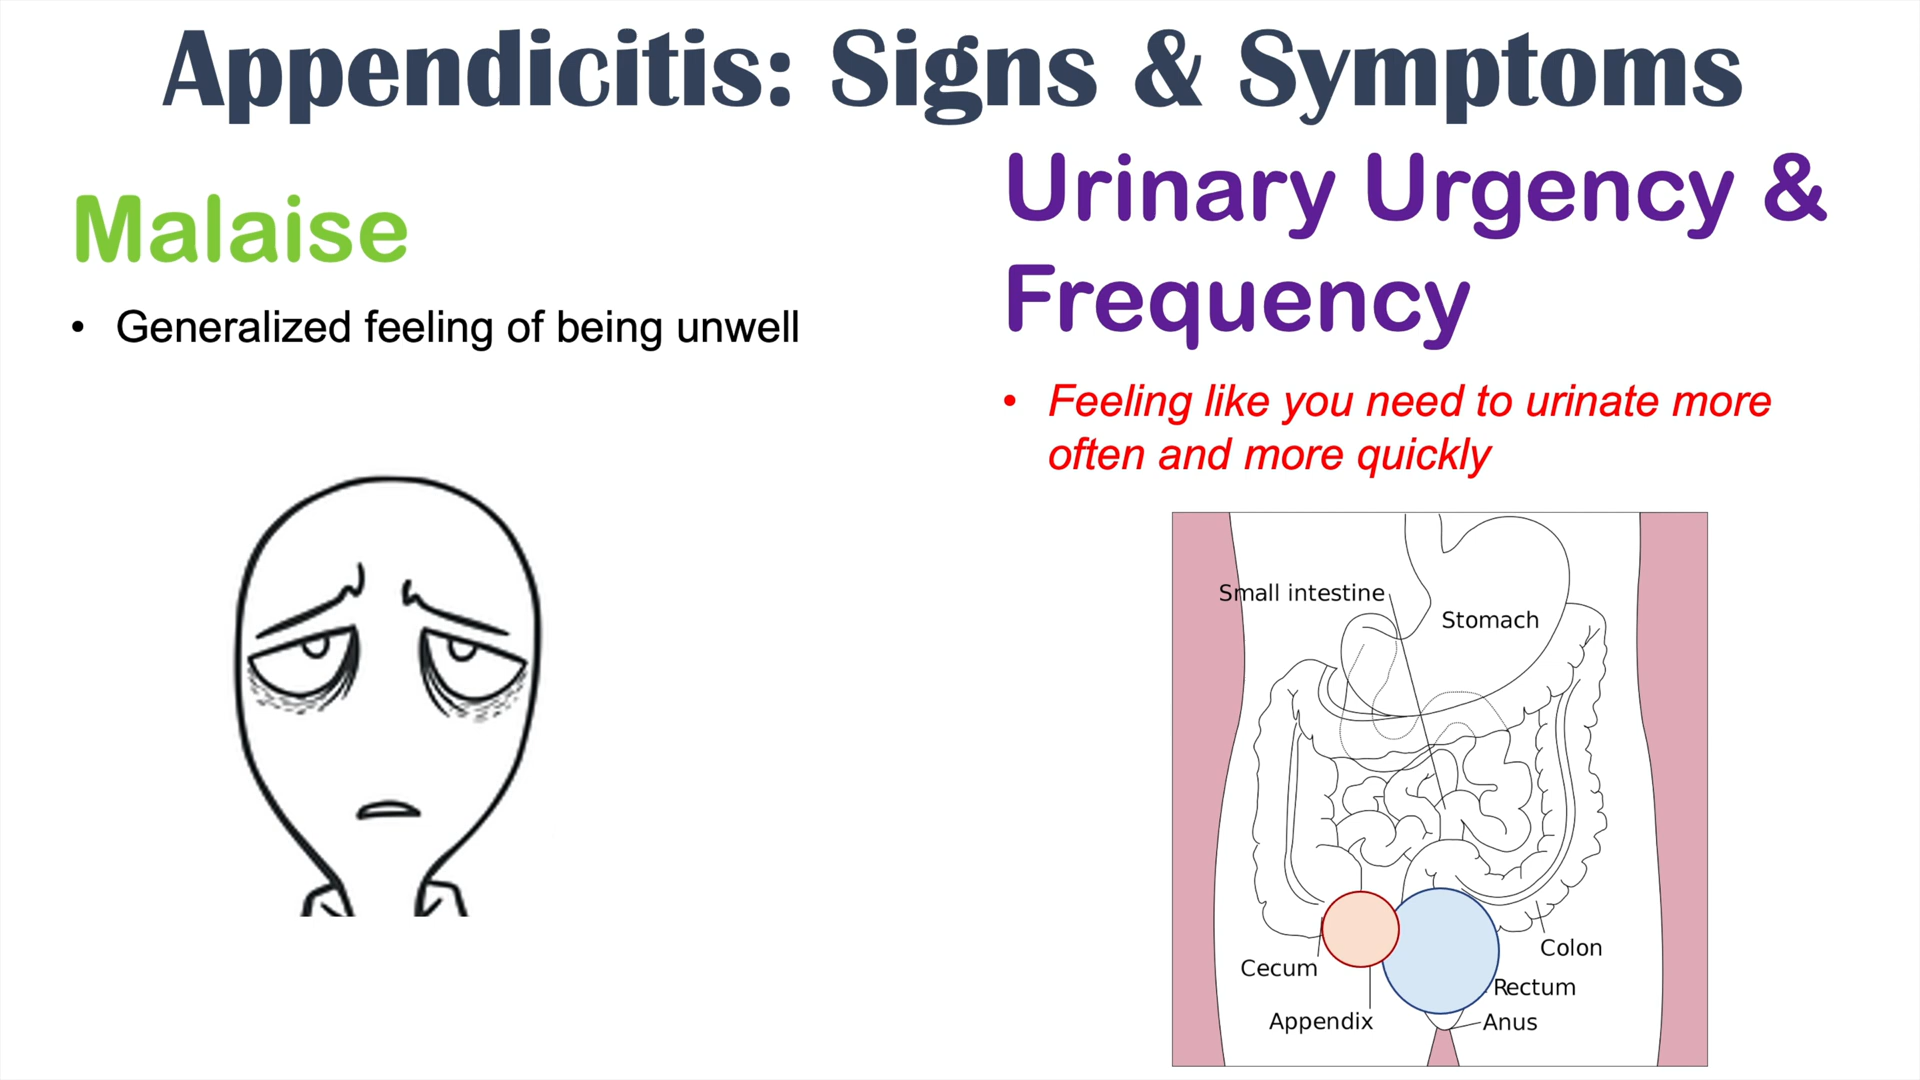 Appendicitis: Signs & Symptoms
Malaise
• Generalized feeling of being unwell
Urinary Urgency &
Frequency
• Feeling like you need to urinate more
often and more quickly
Small intestine
Stomach
Colon
Cecum
Rectum
Appendix
Anus